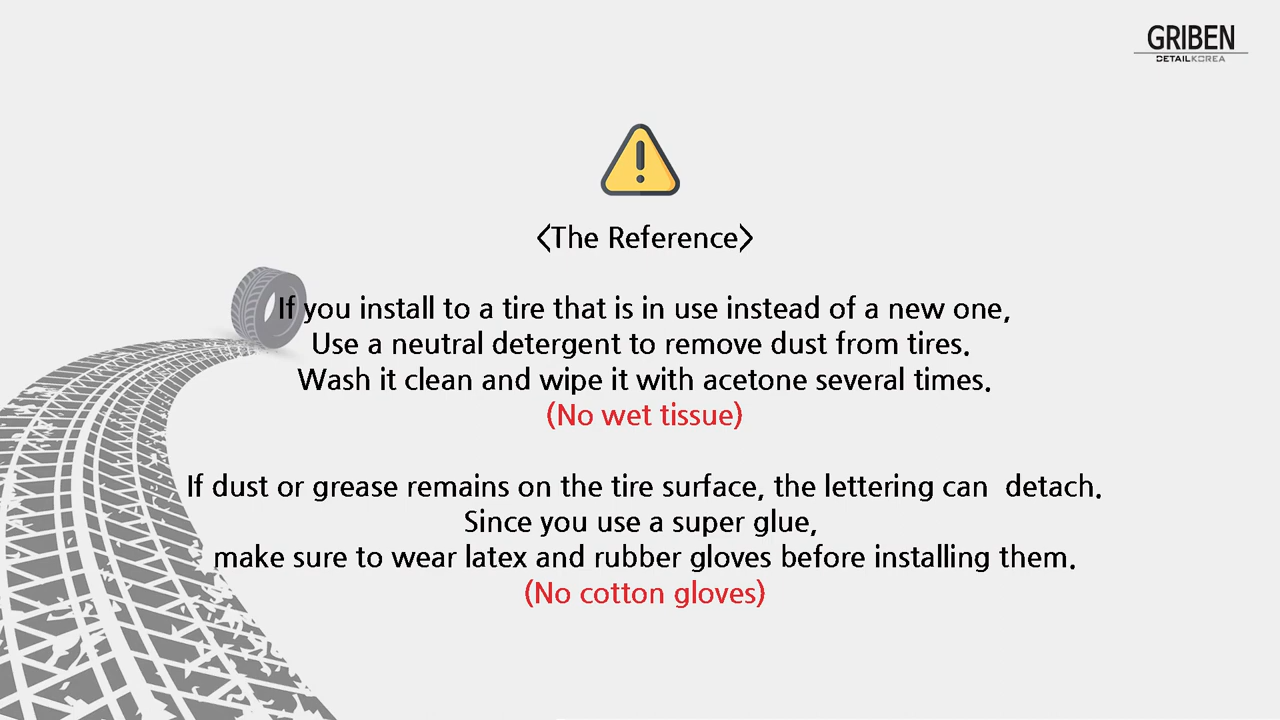 GRIBEN
DETAILKOREA
<The Reference>
If you install to a tire that is in use instead of a new one,
Use a neutral detergent to remove dust from tires.
Wash it clean and wipe it with acetone several times.
(No wet tissue)
If dust or grease remains on the tire surface, the lettering can  detach.
Since you use a super glue,
make sure to wear latex and rubber gloves before installing them.
(No cotton gloves)